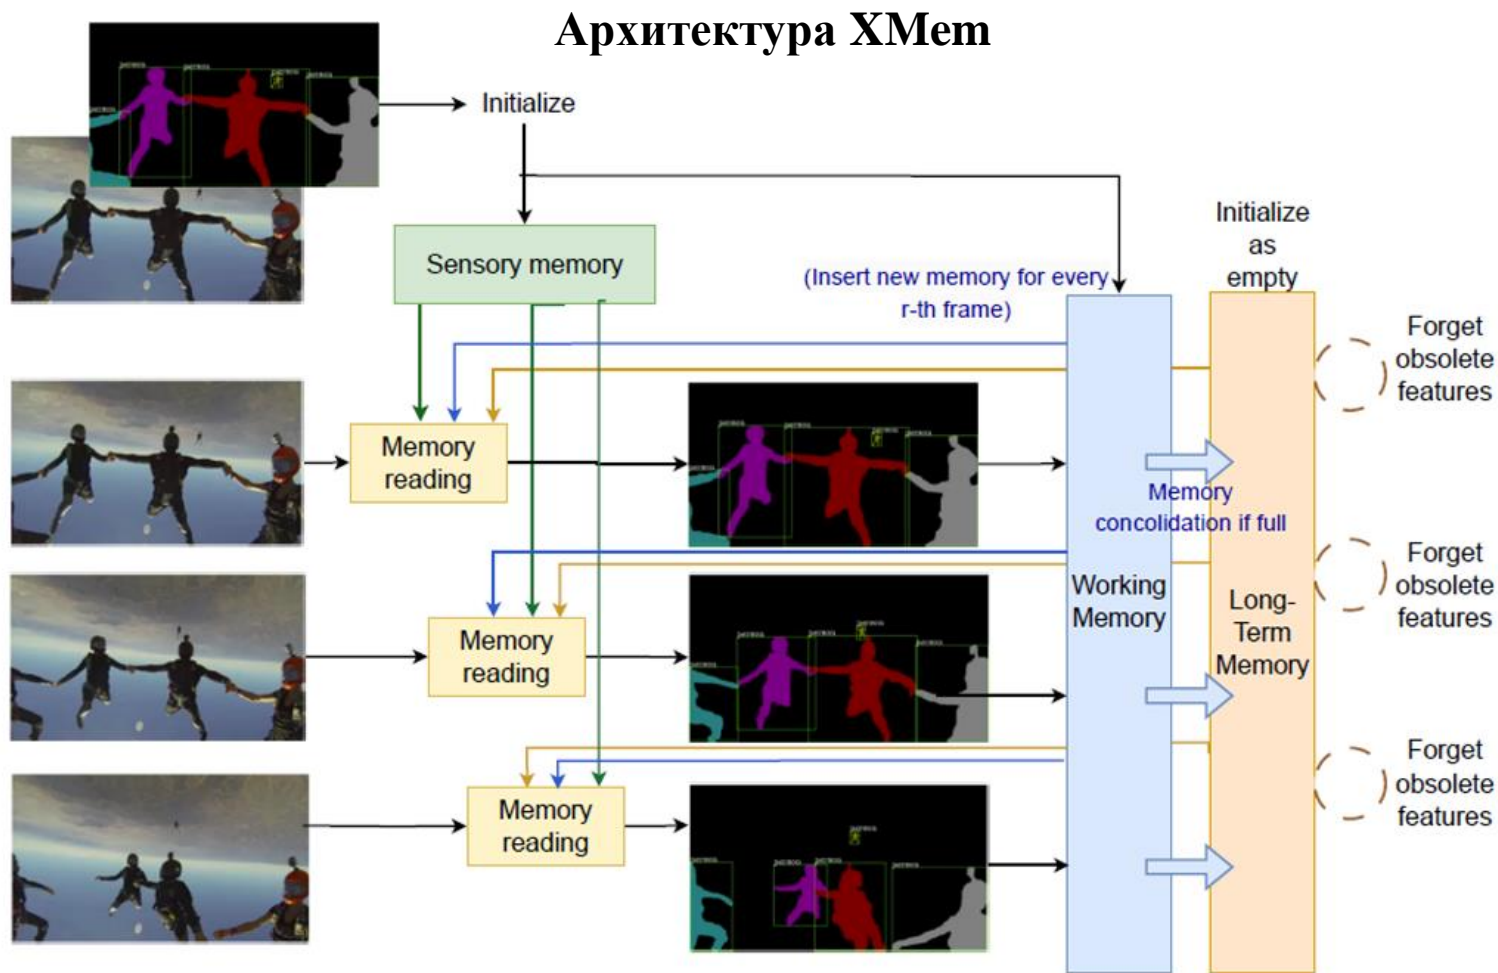 Архитектура XMem
Initialize
Initialize
as
empty
Sensory memory
(Insert new memory for every
r-th frame)
Forget
obsolete
features
Memory
reading
Memory
concolidation if full
Forget
obsolete
features
Working
Memory
Long-
Term
Memory
Memory
reading
Forget
obsolete
features
Memory
reading